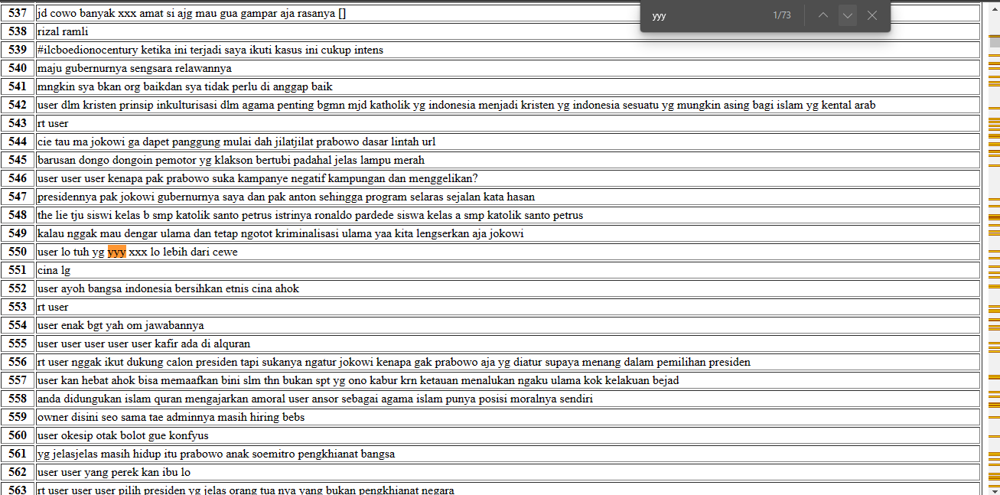 yyy 1/73
537 jd cowo banyak xxx amat si ajg mau gua gampar aja rasanya []
538 rizal ramli
539 #ilcboedionocentury ketika ini terjadi saya ikuti kasus ini cukup intens
540 maju gubernurnya sengsara relawannya
541 mngkin sya bkan org baikdan sya tidak perlu di anggap baik
542 user dlm kristen prinsip inkulturisasi dlm agama penting bgmn mjd katholik yg indonesia menjadi kristen yg indonesia sesuatu yg mungkin asing bagi islam yg kental arab
543 rt user
544 cie tau ma jokowi ga dapet panggung mulai dah jilatjilat prabowo dasar lintah url
545 barusan dongo dongoin pemotor yg klakson bertubi padahal jelas lampu merah
546 user user user kenapa pak prabowo suka kampanye negatif kampungan dan menggelikan?
547 presidennya pak jokowi gubernurnya saya dan pak anton sehingga program selaras sejalan kata hasan
548 the lie tju siswi kelas b smp katolik santo petrus istrinya ronaldo pardede siswa kelas a smp katolik santo petrus
549 kalau nggak mau dengar ulama dan tetap ngotot kriminalisasi ulama yaa kita lengserkan aja jokowi
550 user lo tuh yg yyy xxx lo lebih dari cewe
551 cina lg
552 user ayoh bangsa indonesia bersihkan etnis cina ahok
553 rt user
554 user enak bgt yah om jawabannya
555 user user user user user kafir ada di alquran
556 rt user nggak ikut dukung calon presiden tapi sukanya ngatur jokowi kenapa gak prabowo aja yg diatur supaya menang dalam pemilihan presiden
557 user kan hebat ahok bisa memaafkan bini slm thn bukan spt yg ono kabur krn ketauan menalukan ngaku ulama kok kelakuan bejad
558 anda didungukan islam quran mengajarkan amoral user ansor sebagai agama islam punya posisi moralnya sendiri
559 owner disini seo sama tae adminnya masih hiring bebs
560 user okesip otak bolot gue konfyus
561 yg jelasjelas masih hidup itu prabowo anak soemitro pengkhianat bangsa
562 user user yang perek kan ibu lo
563 rt user user user pilih presiden yg jelas orang tua nya yang bukan pengkhianat negara